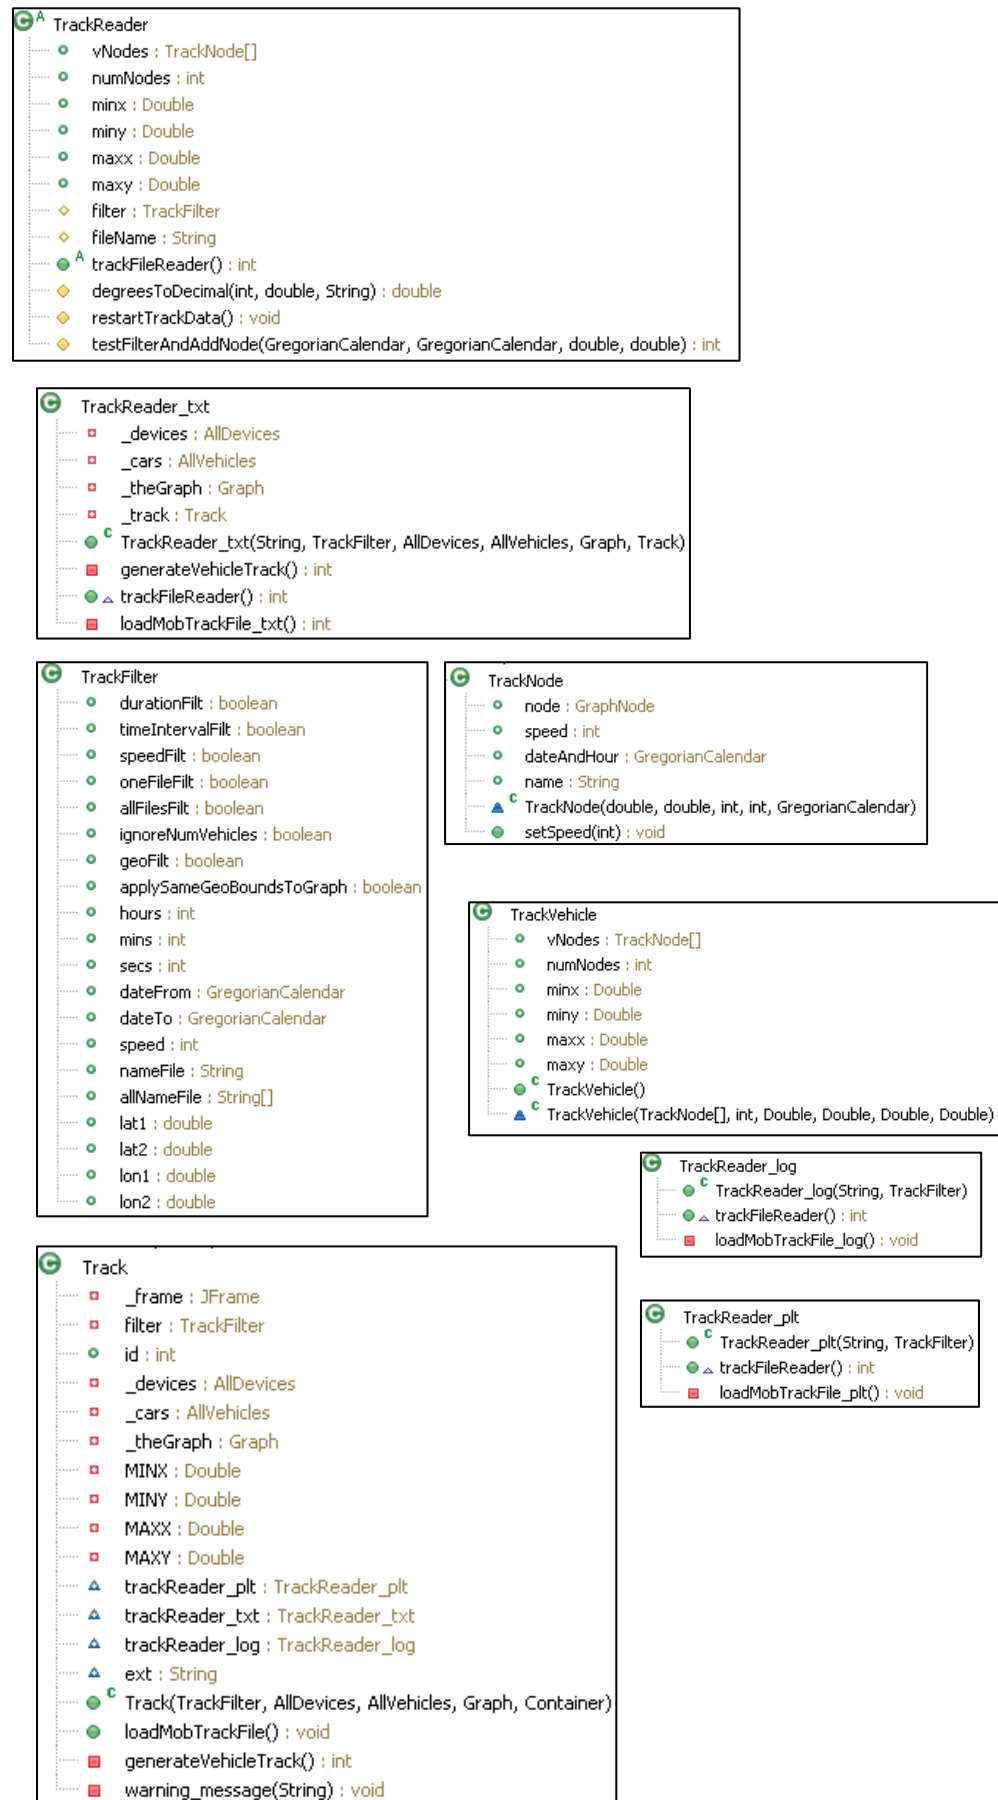 TrackReader
vNodes : TrackNode[]
numNodes : int
minx : Double
miny : Double
maxx : Double
maxy : Double
filter : TrackFilter
fileName : String
trackFileReader() : int
degreesToDecimal(int, double, String) : double
restartTrackData() : void
testFilterAndAddNode(GregorianCalendar, GregorianCalendar, double, double) : int
TrackReader_txt
_devices : AllDevices
_cars : AllVehicles
_theGraph : Graph
_track : Track
TrackReader_txt(String, TrackFilter, AllDevices, AllVehicles, Graph, Track)
generateVehicleTrack() : int
trackFileReader() : int
loadMobTrackFile_txt() : int
TrackFilter
durationFilt : boolean
timeIntervalFilt : boolean
speedFilt : boolean
oneFileFilt : boolean
allFilesFilt : boolean
ignoreNumVehicles : boolean
geoFilt : boolean
applySameGeoBoundsToGraph : boolean
hours : int
mins : int
secs : int
dateFrom : GregorianCalendar
dateTo : GregorianCalendar
speed : int
nameFile : String
allNameFile : String[]
lat1 : double
lat2 : double
lon1 : double
lon2 : double
TrackNode
node : GraphNode
speed : int
dateAndHour : GregorianCalendar
name : String
TrackNode(double, double, int, int, GregorianCalendar)
setSpeed(int) : void
TrackVehicle
vNodes : TrackNode[]
numNodes : int
minx : Double
miny : Double
maxx : Double
maxy : Double
TrackVehicle()
TrackVehicle(TrackNode[], int, Double, Double, Double, Double)
TrackReader_log
TrackReader_log(String, TrackFilter)
trackFileReader() : int
loadMobTrackFile_log() : void
TrackReader_plt
TrackReader_plt(String, TrackFilter)
trackFileReader() : int
loadMobTrackFile_plt() : void
Track
_frame : JFrame
filter : TrackFilter
id : int
_devices : AllDevices
_cars : AllVehicles
_theGraph : Graph
MINX : Double
MINY : Double
MAXX : Double
MAXY : Double
trackReader_plt : TrackReader_plt
trackReader_txt : TrackReader_txt
trackReader_log : TrackReader_log
ext : String
Track(TrackFilter, AllDevices, AllVehicles, Graph, Container)
loadMobTrackFile() : void
generateVehicleTrack() : int
warning_message(String) : void